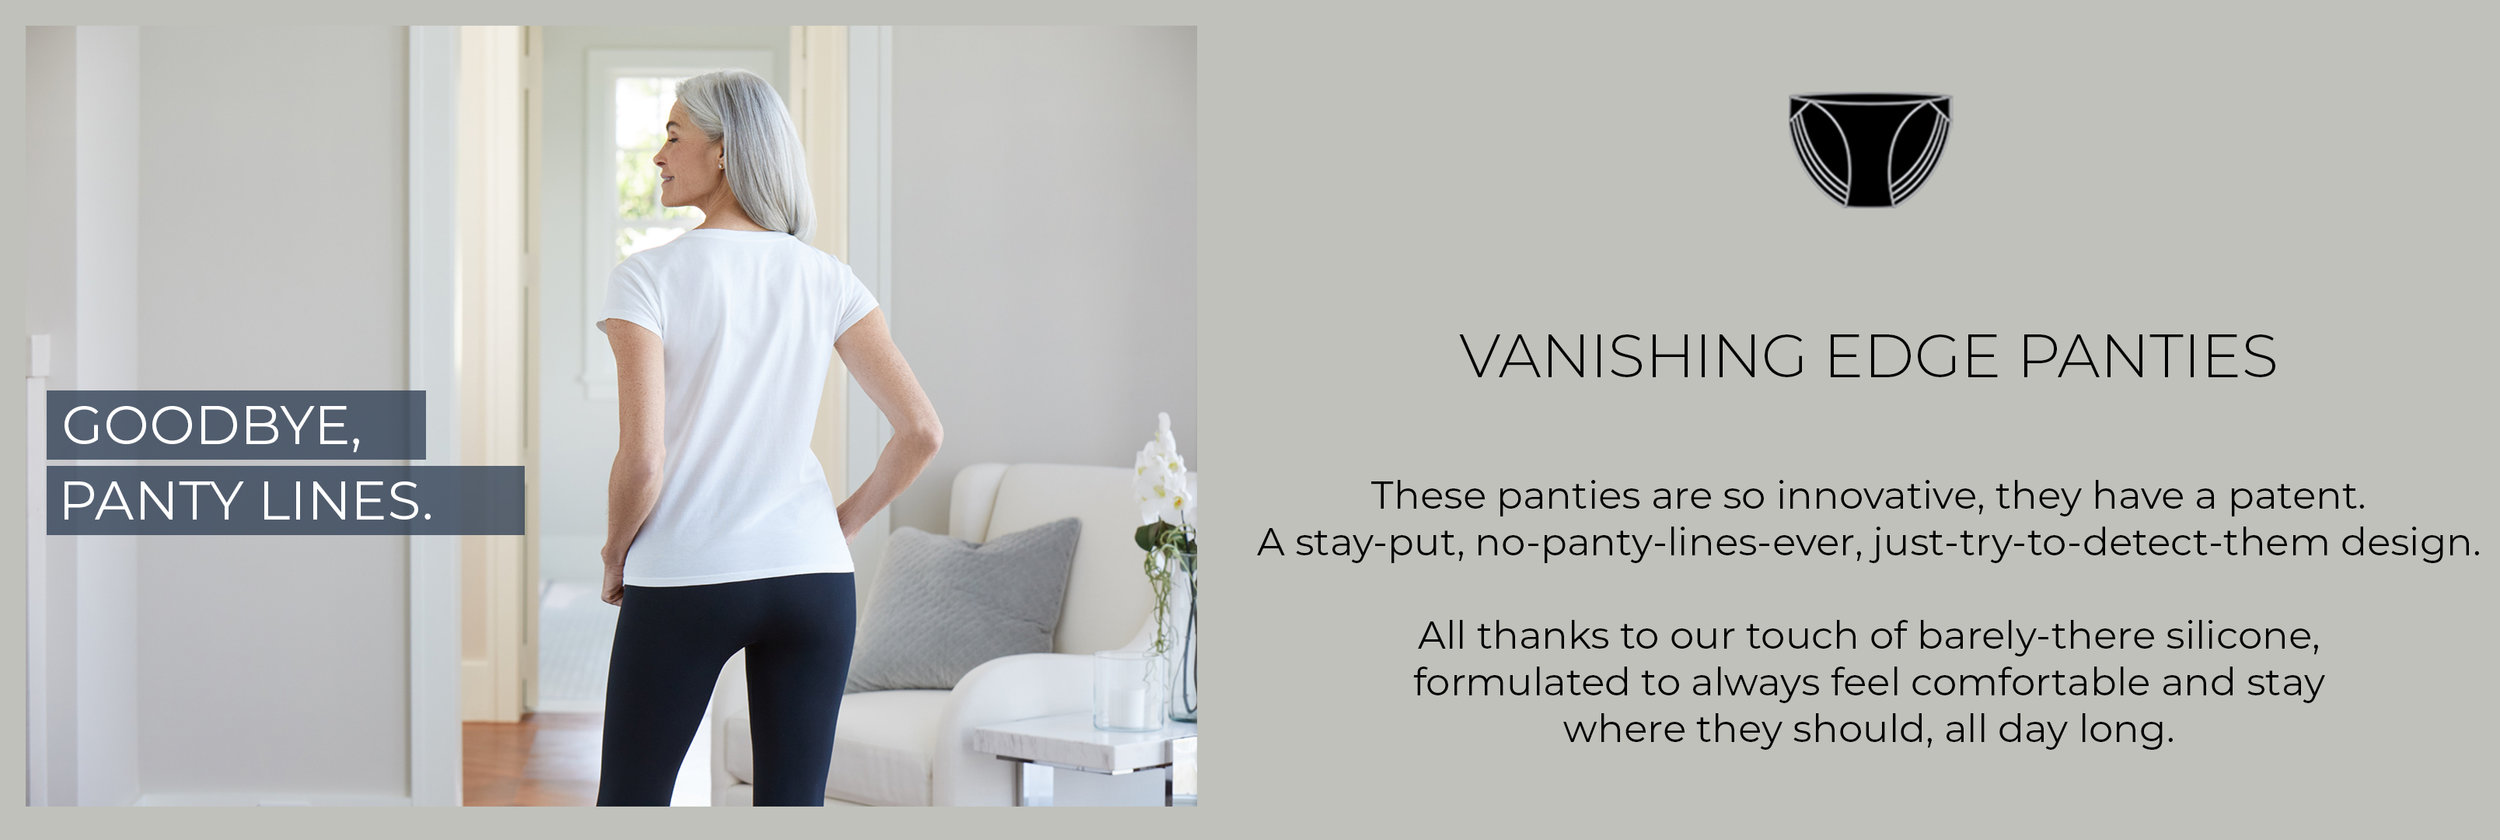 GOODBYE,
PANTY LINES.
VANISHING EDGE PANTIES
These panties are so innovative, they have a patent.
A stay-put, no-panty-lines-ever, just-try-to-detect-them design.
All thanks to our touch of barely-there silicone,
formulated to always feel comfortable and stay
where they should, all day long.